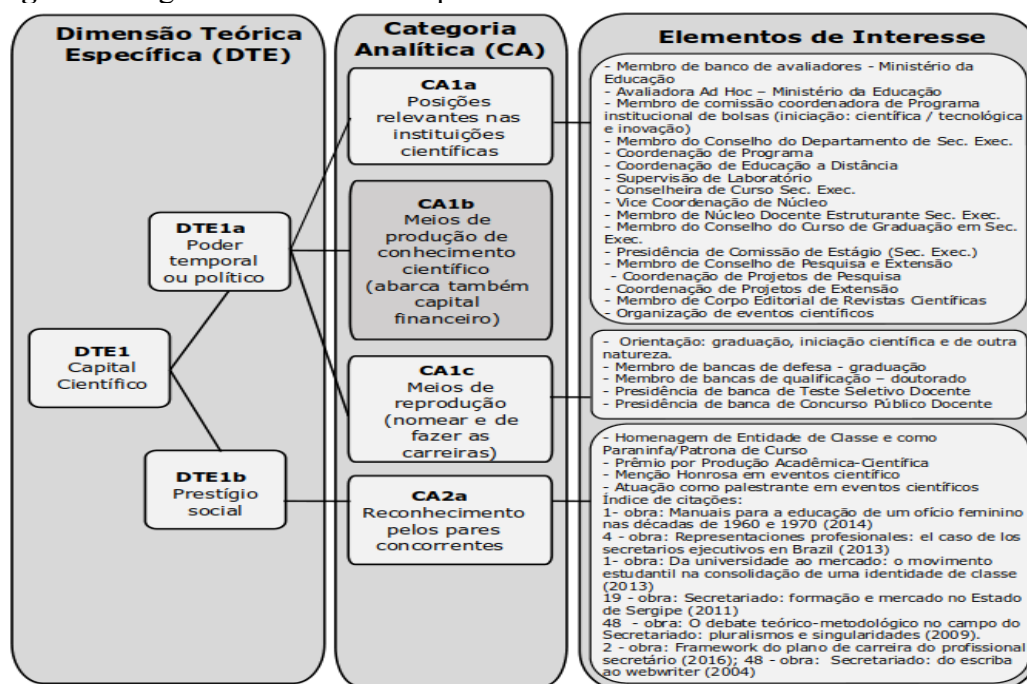 Dimensão Teórica
Específica (DTE)
DTE1
Capital
Científico
DTE1a
Poder
temporal
ou político
DTE1b
Prestígio
social
Categoria
Analítica (CA)
CA1a
Posições
relevantes nas
instituições
científicas
CA1b
Meios de
produção de
conhecimento
científico
(abarca também
capital
financeiro)
CA1c
Meios de
reprodução
(nomear e de
fazer as
carreiras)
CA2a
Reconhecimento
pelos pares
concorrentes
Elementos de Interesse
- Membro de banco de avaliadores - Ministério da
Educação
- Avaliadora Ad Hoc – Ministério da Educação
- Membro de comissão coordenadora de Programa
institucional de bolsas (iniciação: científica / tecnológica
e inovação)
- Membro do Conselho do Departamento de Sec. Exec.
- Coordenação de Programa
- Coordenação de Educação a Distância
- Supervisão de Laboratório
- Conselheira de Curso Sec. Exec.
- Vice Coordenação de Núcleo
- Membro de Núcleo Docente Estruturante Sec. Exec.
- Membro do Conselho do Curso de Graduação em Sec.
Exec.
- Presidência de Comissão de Estágio (Sec. Exec.)
- Membro de Conselho de Pesquisa e Extensão
- Coordenação de Projetos de Pesquisa
- Coordenação de Projetos de Extensão
- Membro de Corpo Editorial de Revistas Científicas
- Organização de eventos científicos
- Orientação: graduação, iniciação científica e de outra
natureza.
- Membro de bancas de defesa - graduação
- Membro de bancas de qualificação – doutorado
- Presidência de banca de Teste Seletivo Docente
- Presidência de banca de Concurso Público Docente
- Homenagem de Entidade de Classe e como
Paraninfa/Patrona de Curso
- Prêmio por Produção Acadêmica-Científica
- Menção Honrosa em eventos científico
- Atuação como palestrante em eventos científicos
Índice de citações:
1- obra: Manuais para a educação de um ofício feminino
nas décadas de 1960 e 1970 (2014)
4 - obra: Representaciones profesionales: el caso de los
secretarios ejecutivos en Brazil (2013)
1- obra: Da universidade ao mercado: o movimento
estudantil na consolidação de uma identidade de classe
(2013)
19 - obra: Secretariado: formação e mercado no Estado
de Sergipe (2011)
48 - obra: O debate teórico-metodológico no campo do
Secretariado: pluralismos e singularidades (2009).
2 - obra: Framework do plano de carreira do profissional
secretário (2016); 48 - obra: Secretariado: do escriba
ao webwriter (2004)